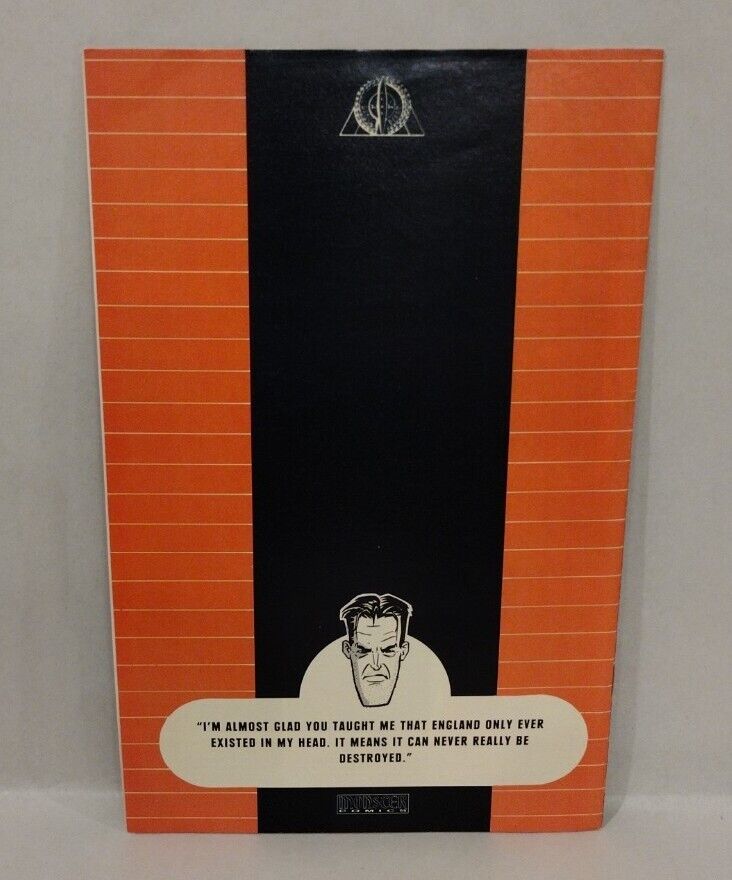 "I'M ALMOST GLAD YOU TAUGHT ME THAT ENGLAND ONLY EVER
EXISTED IN MY HEAD. IT MEANS IT CAN NEVER REALLY BE
DESTROYED."
COMICS